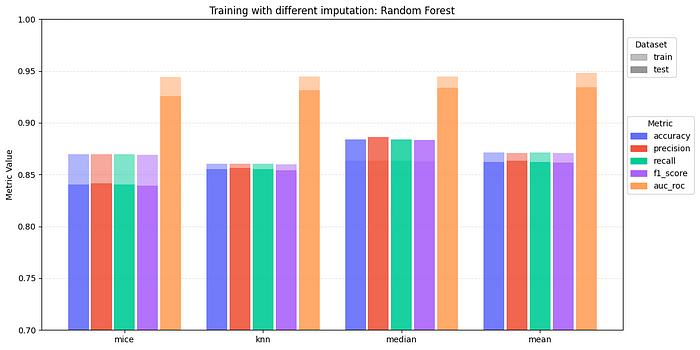 Training with different imputation: Random Forest
Metric Value
1.00
0.95
0.90
0.85
0.80
0.75
0.70
mice
knn
median
mean
Dataset
train
test
Metric
accuracy
precision
recall
f1_score
auc_roc